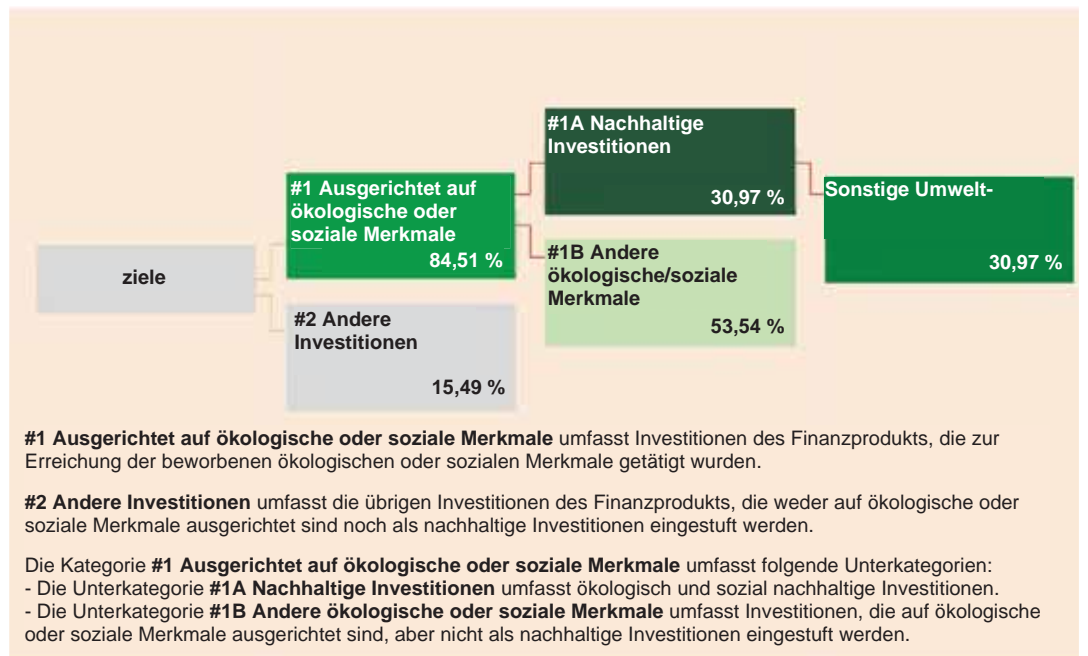 ziele
#1 Ausgerichtet auf
ökologische oder
soziale Merkmale
84,51 %
#2 Andere
Investitionen
15,49 %
#1A Nachhaltige
Investitionen
30,97 %
#1B Andere
ökologische/soziale
Merkmale
53,54 %
Sonstige Umwelt-
30,97 %
#1 Ausgerichtet auf ökologische oder soziale Merkmale umfasst Investitionen des Finanzprodukts, die zur
Erreichung der beworbenen ökologischen oder sozialen Merkmale getätigt wurden.
#2 Andere Investitionen umfasst die übrigen Investitionen des Finanzprodukts, die weder auf ökologische oder
soziale Merkmale ausgerichtet sind noch als nachhaltige Investitionen eingestuft werden.
Die Kategorie #1 Ausgerichtet auf ökologische oder soziale Merkmale umfasst folgende Unterkategorien:
- Die Unterkategorie #1A Nachhaltige Investitionen umfasst ökologisch und sozial nachhaltige Investitionen.
- Die Unterkategorie #1B Andere ökologische oder soziale Merkmale umfasst Investitionen, die auf ökologische
oder soziale Merkmale ausgerichtet sind, aber nicht als nachhaltige Investitionen eingestuft werden.